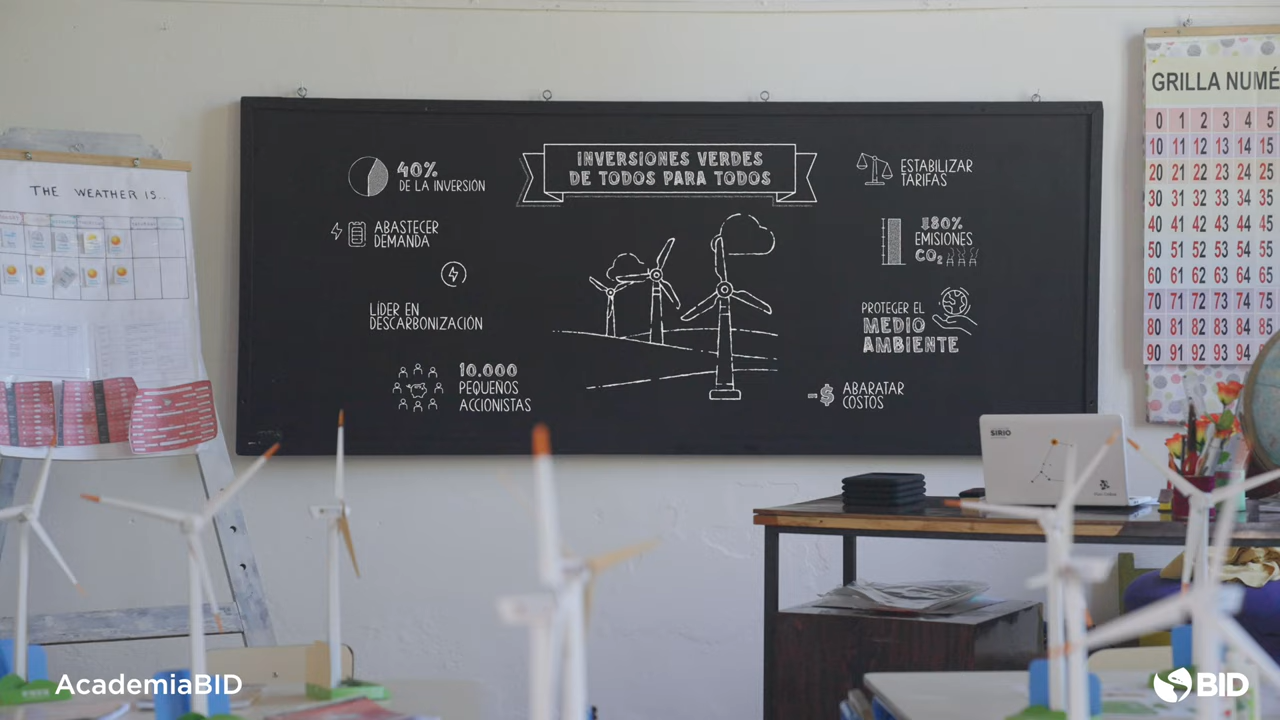 THE WEATHER IS...
40%
DE LA INVERSIÓN
ABASTECER
DEMANDA
LÍDER EN
DESCARBONIZACIÓN
10.000
PEQUEÑOS
ACCIONISTAS
INVERSIONES VERDES
DE TODOS PARA TODOS
ESTABILIZAR
TARIFAS
180%
EMISIONES
CO₂
PROTEGER EL
MEDIO
AMBIENTE
-$ ABARATAR
COSTOS
GRILLA NUMÉ
0 1 2 3 4 5
10 11 12 13 14 15
20 21 22 23 24 25
30 31 32 33 34 35
40 41 42 43 44 45
50 51 52 53 54 55
60 61 62 63 64 65
70 71 72 73 74 75
80 81 82 83 84 85
90 91 92 93 94
SIRIO
AcademiaBID
BID